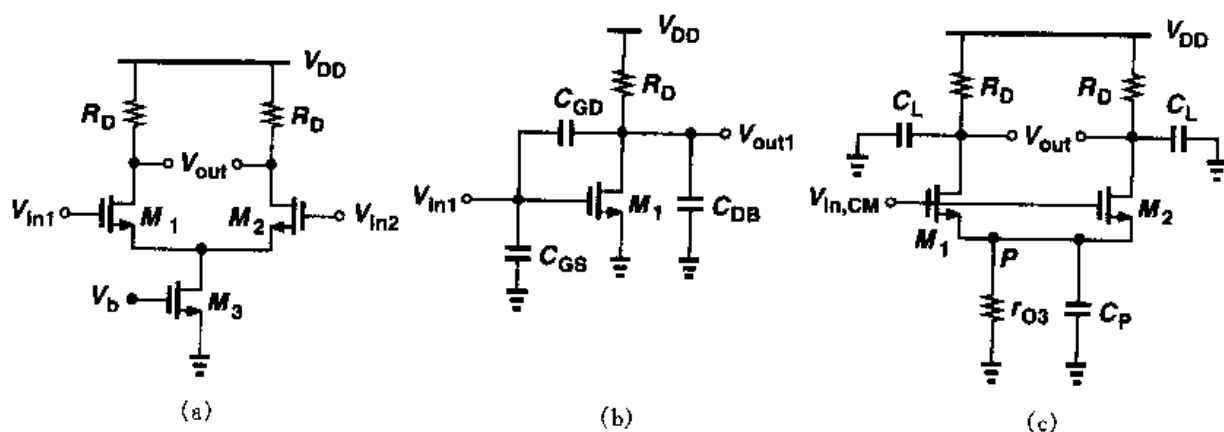 V_DD
R_D R_D
V_out
V_in1 M_1 M_2 V_in2
V_b M_3
(a)
V_DD
R_D
C_GD
V_out1
V_in1 M_1 C_DB
C_GS
(b)
V_DD
C_L R_D R_D C_L
V_out
V_in,CM M_1 M_2
P
r_O3 C_P
(c)